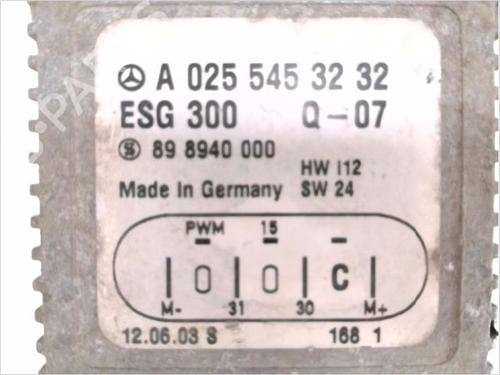 A 025 545 32 32
ESG 300 Q-07
89 8940 000
HW I12
Made In Germany SW 24
PWM 15
0 0 C
M- 31 30 M+
12.06.03 S 168 1